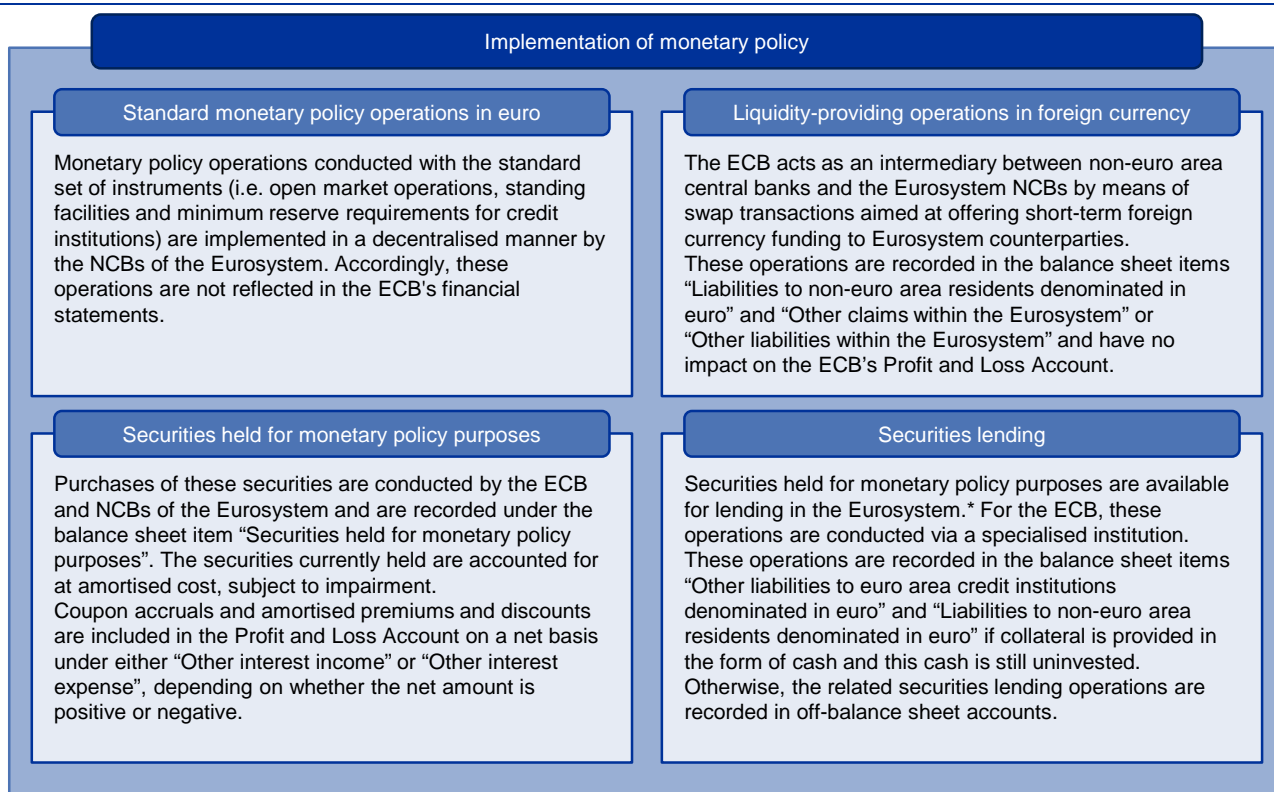 Implementation of monetary policy
Standard monetary policy operations in euro
Monetary policy operations conducted with the standard
set of instruments (i.e. open market operations, standing
facilities and minimum reserve requirements for credit
institutions) are implemented in a decentralised manner by
the NCBs of the Eurosystem. Accordingly, these
operations are not reflected in the ECB's financial
statements.
Liquidity-providing operations in foreign currency
The ECB acts as an intermediary between non-euro area
central banks and the Eurosystem NCBs by means of
swap transactions aimed at offering short-term foreign
currency funding to Eurosystem counterparties.
These operations are recorded in the balance sheet items
“Liabilities to non-euro area residents denominated in
euro” and “Other claims within the Eurosystem” or
“Other liabilities within the Eurosystem” and have no
impact on the ECB’s Profit and Loss Account.
Securities held for monetary policy purposes
Purchases of these securities are conducted by the ECB
and NCBs of the Eurosystem and are recorded under the
balance sheet item “Securities held for monetary policy
purposes”. The securities currently held are accounted for
at amortised cost, subject to impairment.
Coupon accruals and amortised premiums and discounts
are included in the Profit and Loss Account on a net basis
under either “Other interest income” or “Other interest
expense”, depending on whether the net amount is
positive or negative.
Securities lending
Securities held for monetary policy purposes are available
for lending in the Eurosystem.* For the ECB, these
operations are conducted via a specialised institution.
These operations are recorded in the balance sheet items
“Other liabilities to euro area credit institutions
denominated in euro” and “Liabilities to non-euro area
residents denominated in euro” if collateral is provided in
the form of cash and this cash is still uninvested.
Otherwise, the related securities lending operations are
recorded in off-balance sheet accounts.